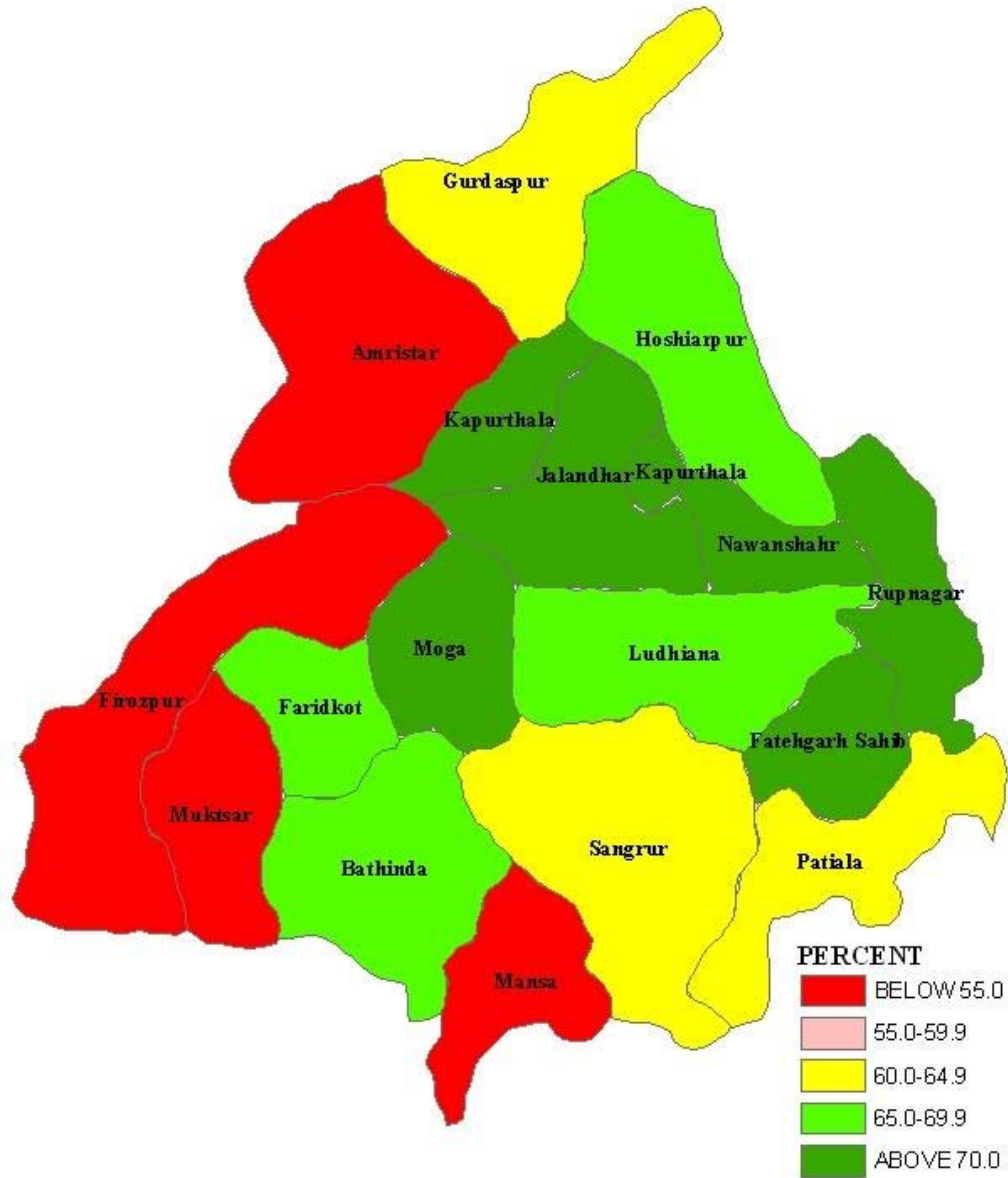 Gurdaspur
Amristar
Hoshiarpur
Kapurthala
Jalandhar
Kapurthala
Nawanshahr
Rupnagar
Moga
Ludhiana
Firozpur
Faridkot
Fatehgarh Sahib
Muktsar
Sangrur
Patiala
Bathinda
Mansa
PERCENT
BELOW 55.0
55.0-59.9
60.0-64.9
65.0-69.9
ABOVE 70.0